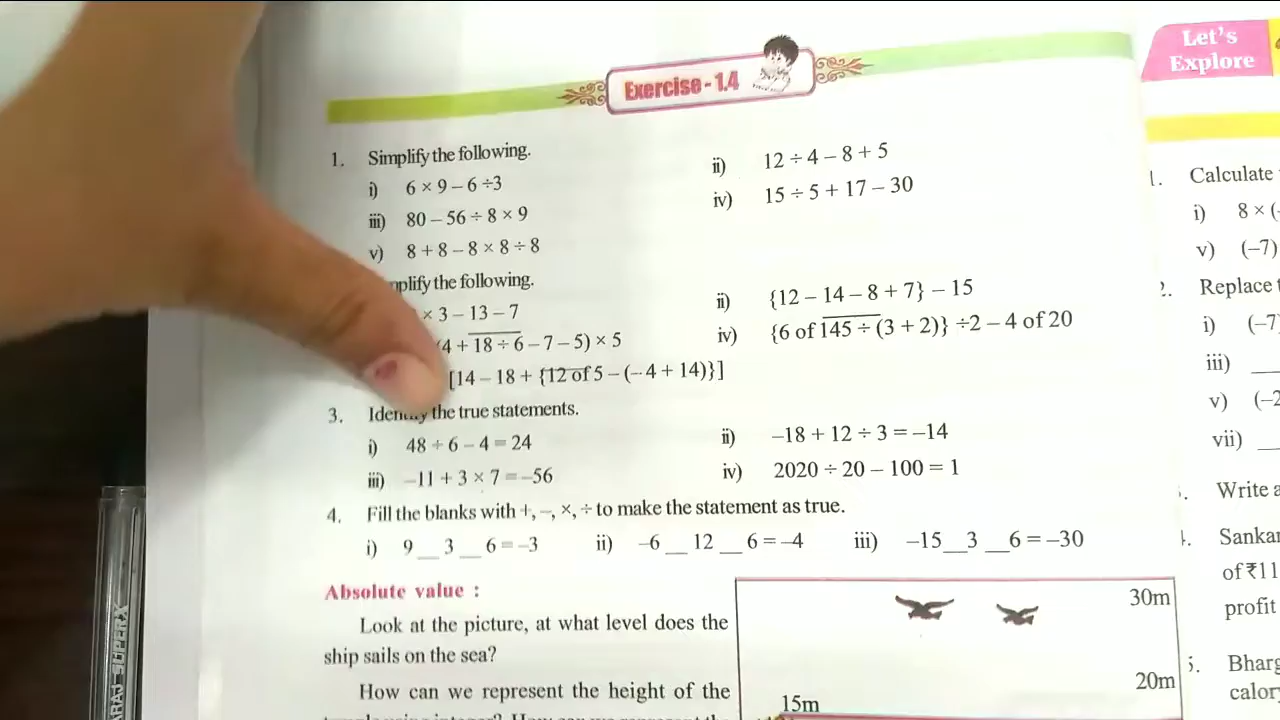 Exercise - 1.4
1. Simplify the following.
i) 6 × 9 – 6 ÷3
ii) 12 ÷ 4 – 8 + 5
iii) 80 – 56 ÷ 8 × 9
iv) 15 ÷ 5 + 17 – 30
v) 8 + 8 – 8 × 8 ÷ 8
the following.
× 3 – 13 – 7
ii) {12 – 14 – 8 + 7} – 15
4 + 18 ÷ 6 – 7 – 5) × 5
iv) {6 of 145 ÷ (3 + 2)} ÷2 – 4 of 20
[14 – 18 + {12 of 5 – (– 4 + 14)}]
3. Identify the true statements.
i) 48 ÷ 6 – 4 = 24
ii) –18 + 12 ÷ 3 = –14
iii) –11 + 3 × 7 = –56
iv) 2020 ÷ 20 – 100 = 1
4. Fill the blanks with +, –, ×, ÷ to make the statement as true.
i) 9 __ 3 __ 6 = –3 ii) –6 __ 12 __ 6 = –4 iii) –15__3 __6 = –30
Absolute value :
Look at the picture, at what level does the
ship sails on the sea?
How can we represent the height of the
30m
20m
15m
Let's
Explore
1. Calculate
i) 8 × (-
v) (–7)
2. Replace
i) (–7
iii) __
v) (–2
vii) __
Write
of ₹11
profit
5.
SUPERX